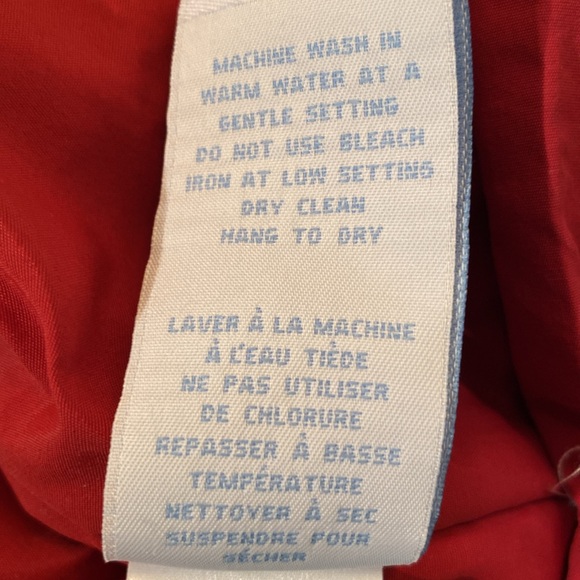 MACHINE WASH IN
WARM WATER AT A
GENTLE SETTING
DO NOT USE BLEACH
IRON AT LOW SETTING
DRY CLEAN
HANG TO DRY
LAVER À LA MACHINE
À L'EAU TIÈDE
NE PAS UTILISER
DE CHLORURE
REPASSER À BASSE
TEMPÉRATURE
NETTOYER À SEC
SUSPENDRE POUR
SÉCHER